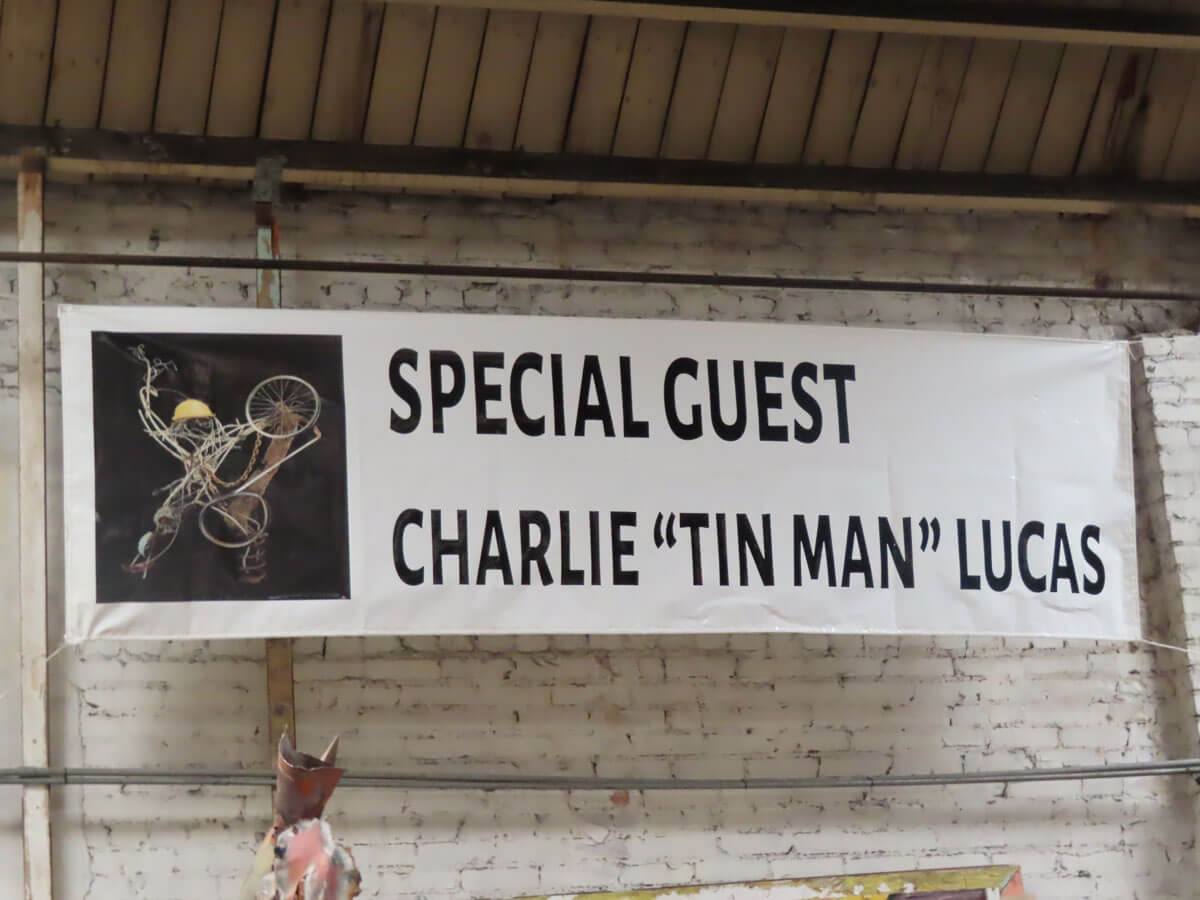 SPECIAL GUEST
CHARLIE “TIN MAN” LUCAS